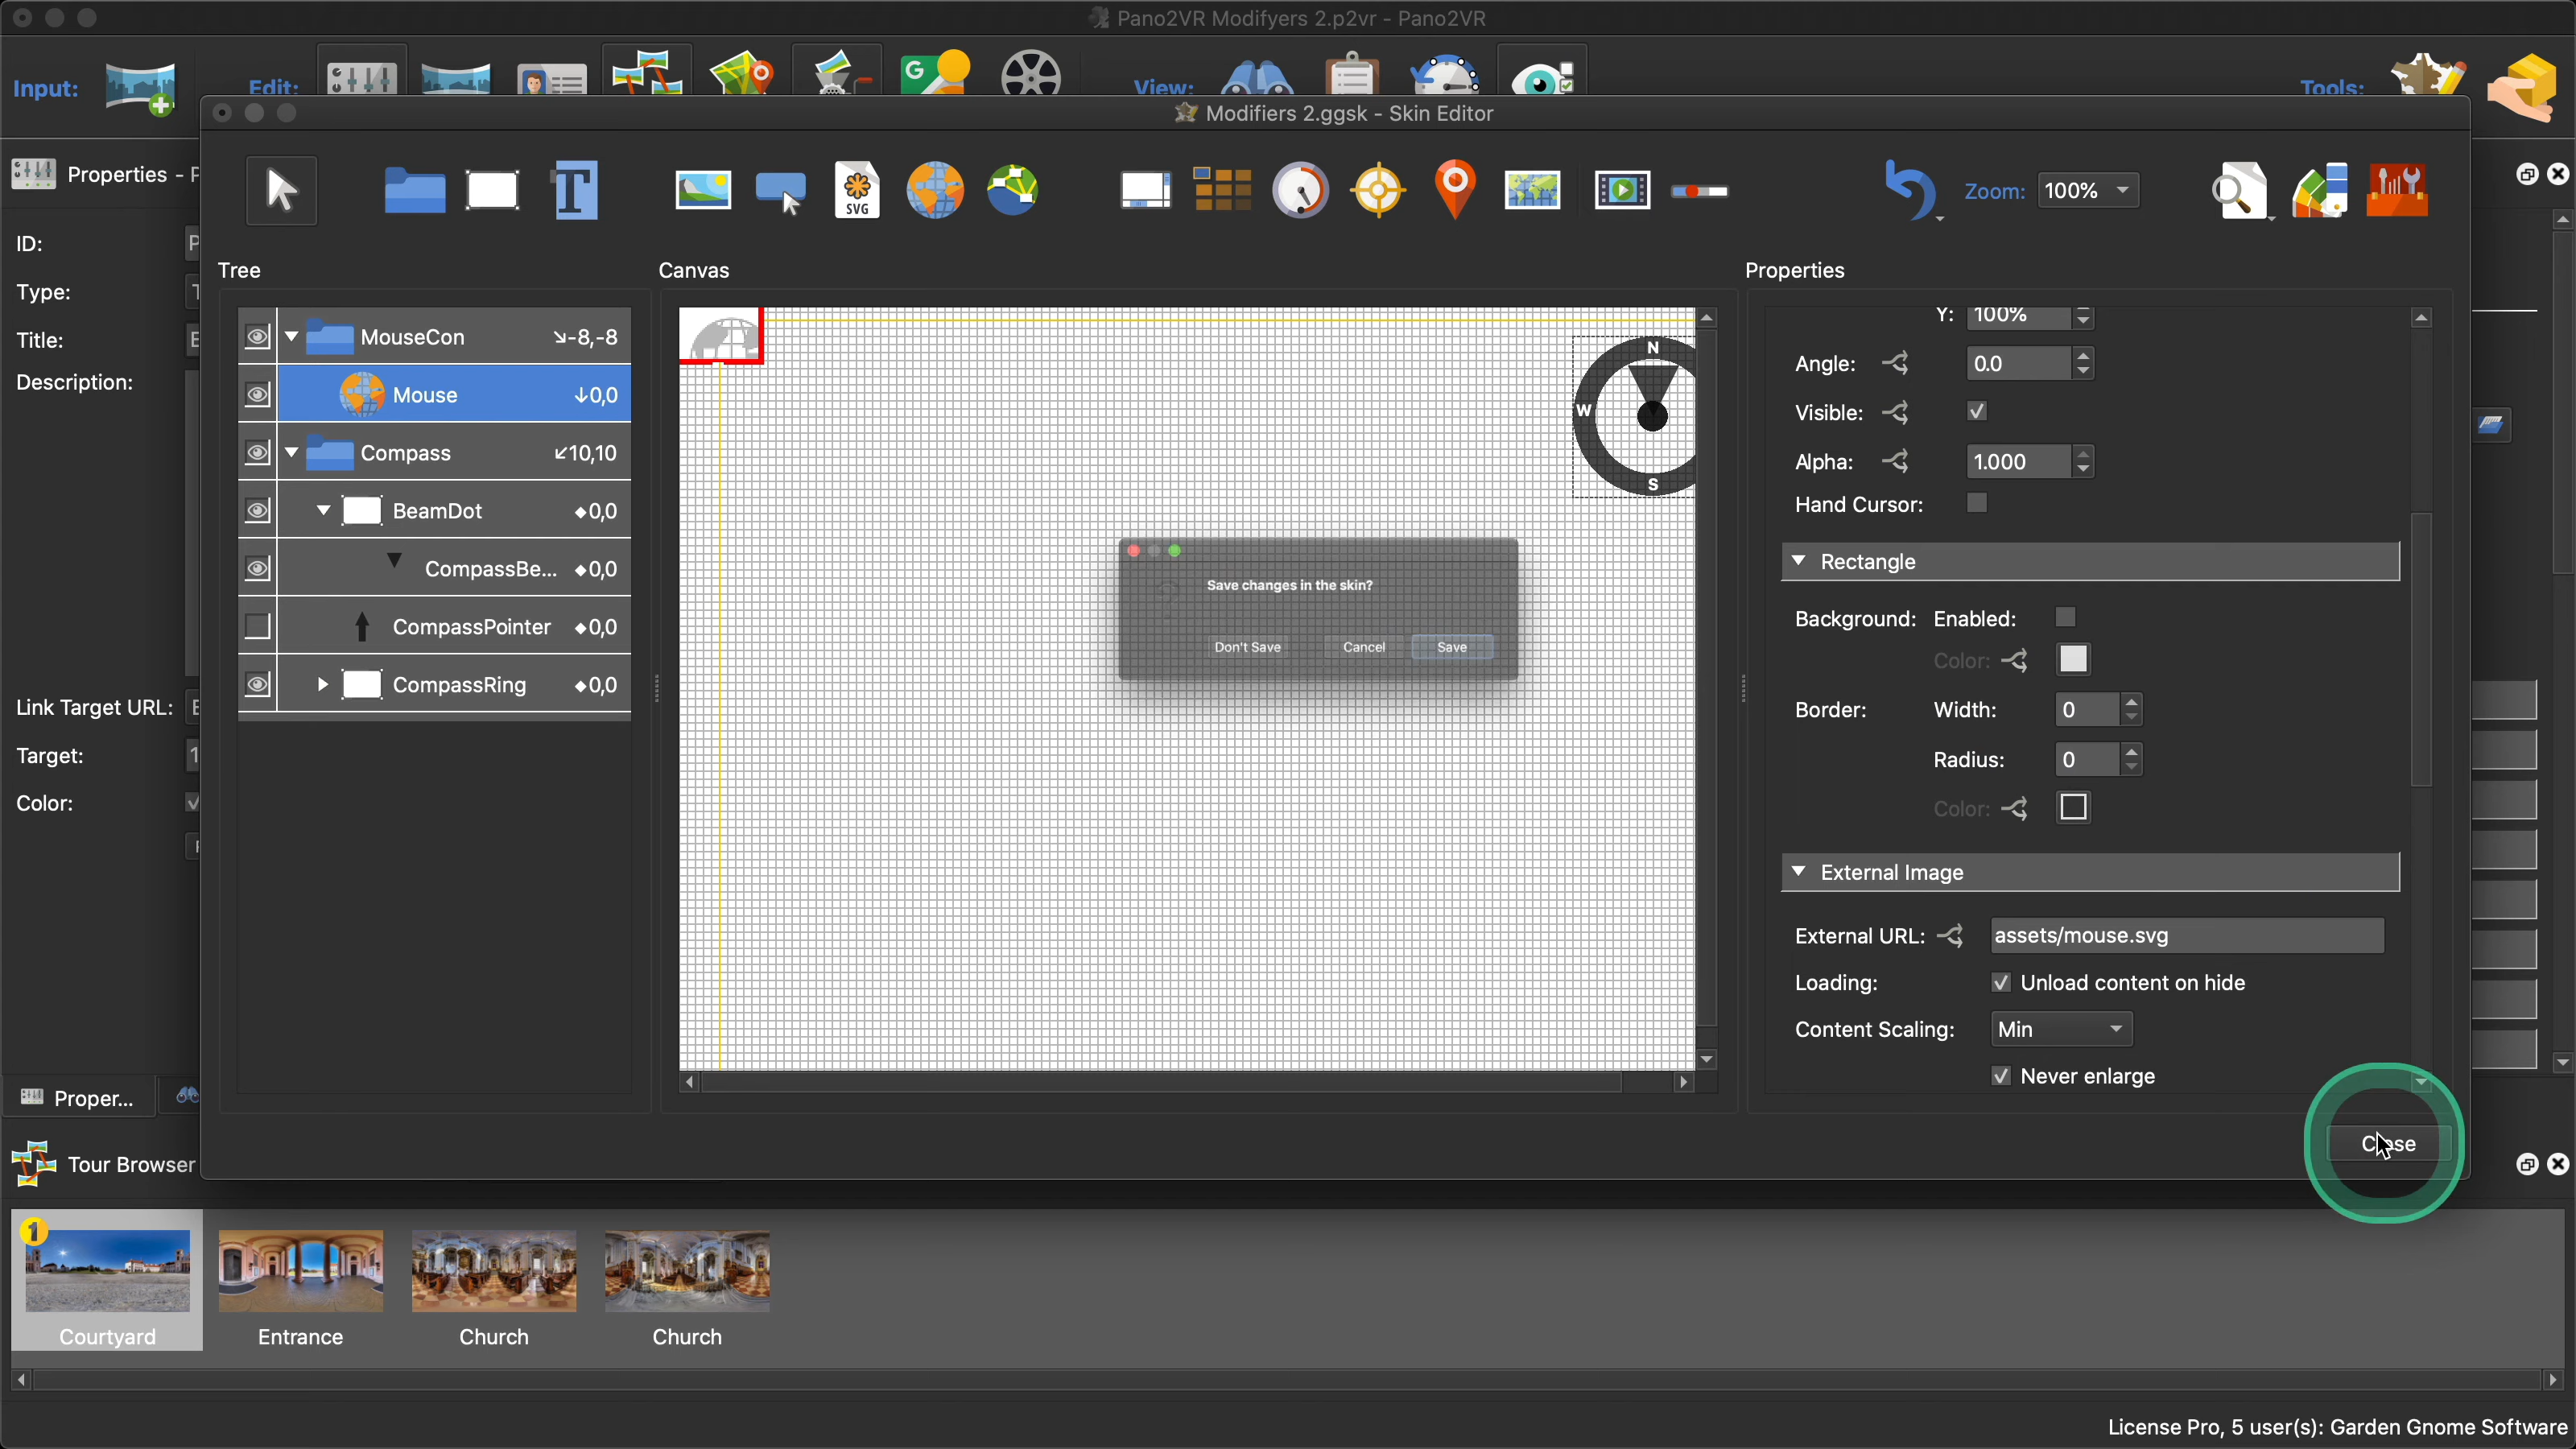 Pano2VR Modifyers 2.p2vr - Pano2VR
Input:
Edit:
View:
Tools:
Modifiers 2.ggsk - Skin Editor
SVG
Zoom:
100%
Properties - P
ID:
Type:
Title:
Description:
Link Target URL:
Target:
Color:
Proper...
Tree
MouseCon
↘-8,-8
Mouse
↓0,0
Compass
↙10,10
BeamDot
◆0,0
CompassBe...
◆0,0
CompassPointer
◆0,0
CompassRing
◆0,0
Canvas
N
W
S
Save changes in the skin?
Don't Save
Cancel
Save
Properties
Y: 100%
Angle: 0.0
Visible:
Alpha: 1.000
Hand Cursor:
Rectangle
Background: Enabled:
Color:
Border: Width: 0
Radius: 0
Color:
External Image
External URL: assets/mouse.svg
Loading: Unload content on hide
Content Scaling: Min
Never enlarge
Close
Tour Browser
1
Courtyard
Entrance
Church
Church
License Pro, 5 user(s): Garden Gnome Software